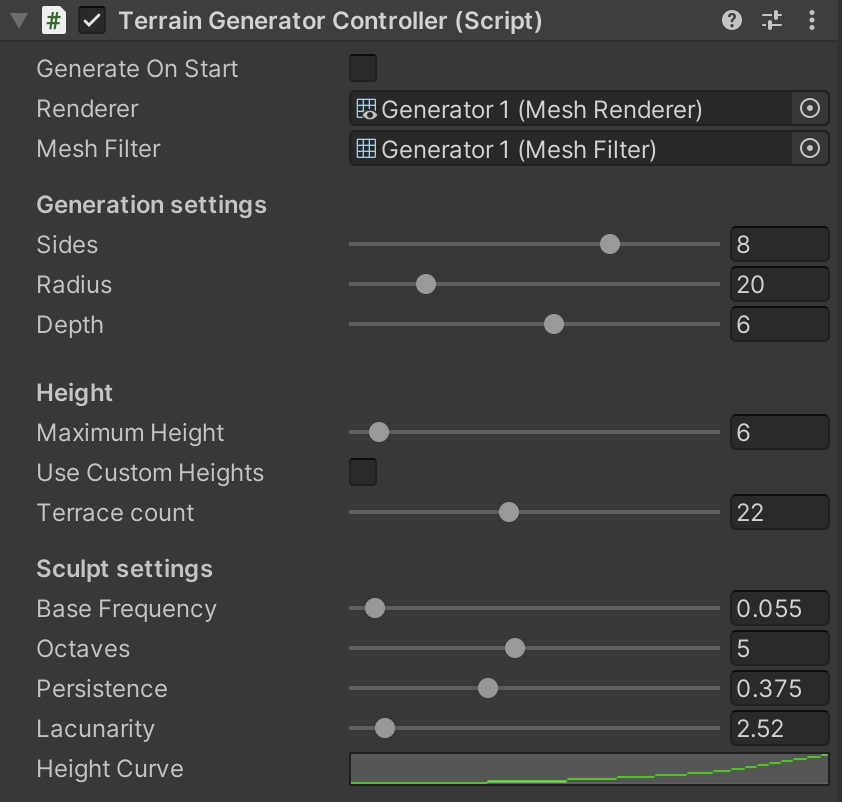 # Terrain Generator Controller (Script)
Generate On Start
Renderer Generator 1 (Mesh Renderer)
Mesh Filter Generator 1 (Mesh Filter)
Generation settings
Sides 8
Radius 20
Depth 6
Height
Maximum Height 6
Use Custom Heights
Terrace count 22
Sculpt settings
Base Frequency 0.055
Octaves 5
Persistence 0.375
Lacunarity 2.52
Height Curve